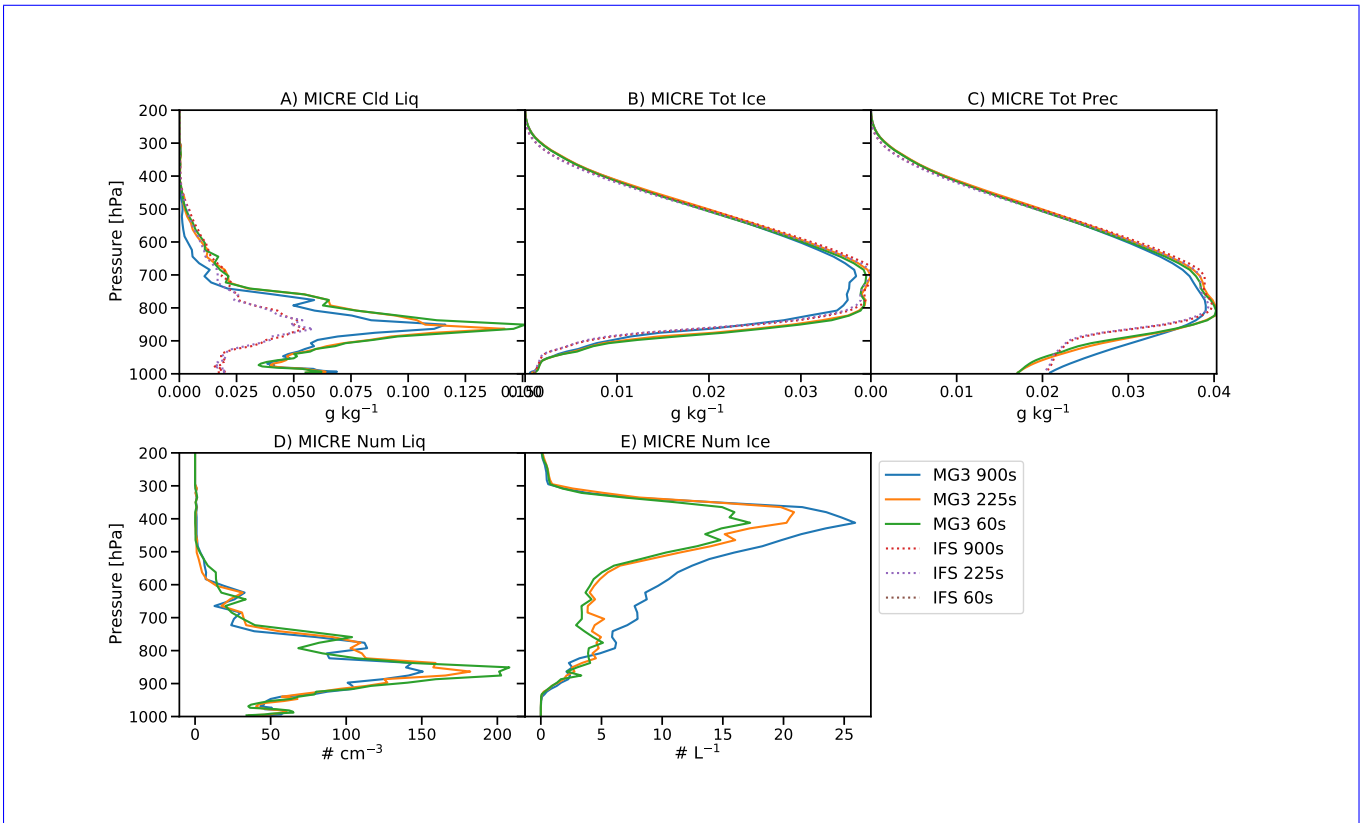 A) MICRE Cld Liq
B) MICRE Tot Ice
C) MICRE Tot Prec
200
300
400
500
600
700
800
900
1000
Pressure [hPa]
0.000 0.025 0.050 0.075 0.100 0.125 0.150
0.00 0.01 0.02 0.03
0.00 0.01 0.02 0.03 0.04
g kg⁻¹
g kg⁻¹
g kg⁻¹
D) MICRE Num Liq
E) MICRE Num Ice
200
300
400
500
600
700
800
900
1000
Pressure [hPa]
0 50 100 150 200
0 5 10 15 20 25
# cm⁻³
# L⁻¹
MG3 900s
MG3 225s
MG3 60s
IFS 900s
IFS 225s
IFS 60s